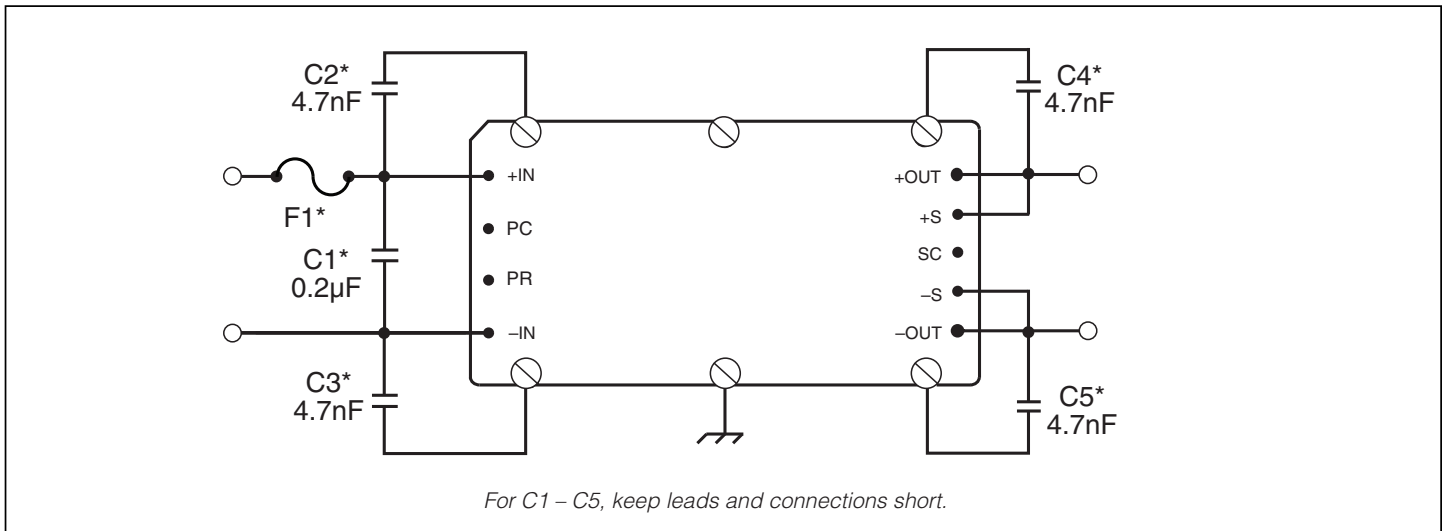 C2*
4.7nF
C4*
4.7nF
+IN
+OUT
F1*
+S
PC
SC
C1*
0.2µF
PR
–S
–IN
–OUT
C3*
4.7nF
C5*
4.7nF
For C1 – C5, keep leads and connections short.